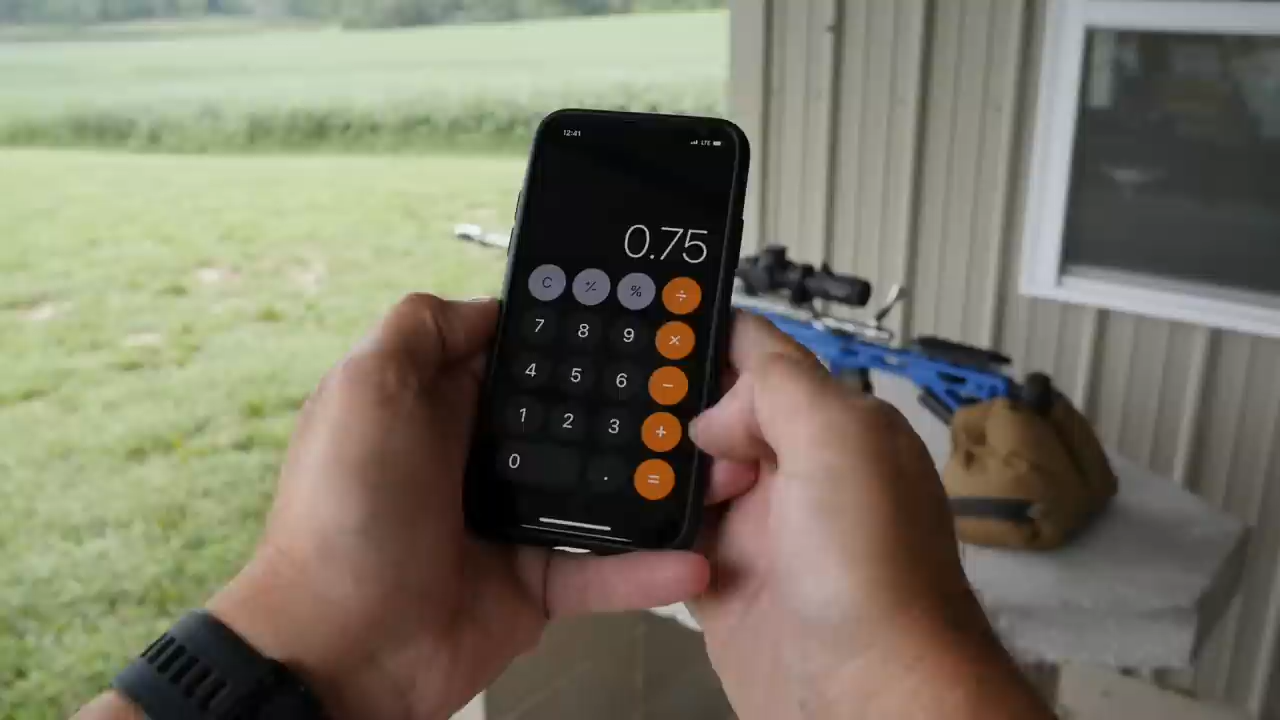 12:41 LTE
0.75
C +/- % ÷
7 8 9 ×
4 5 6 −
1 2 3 +
0 . =